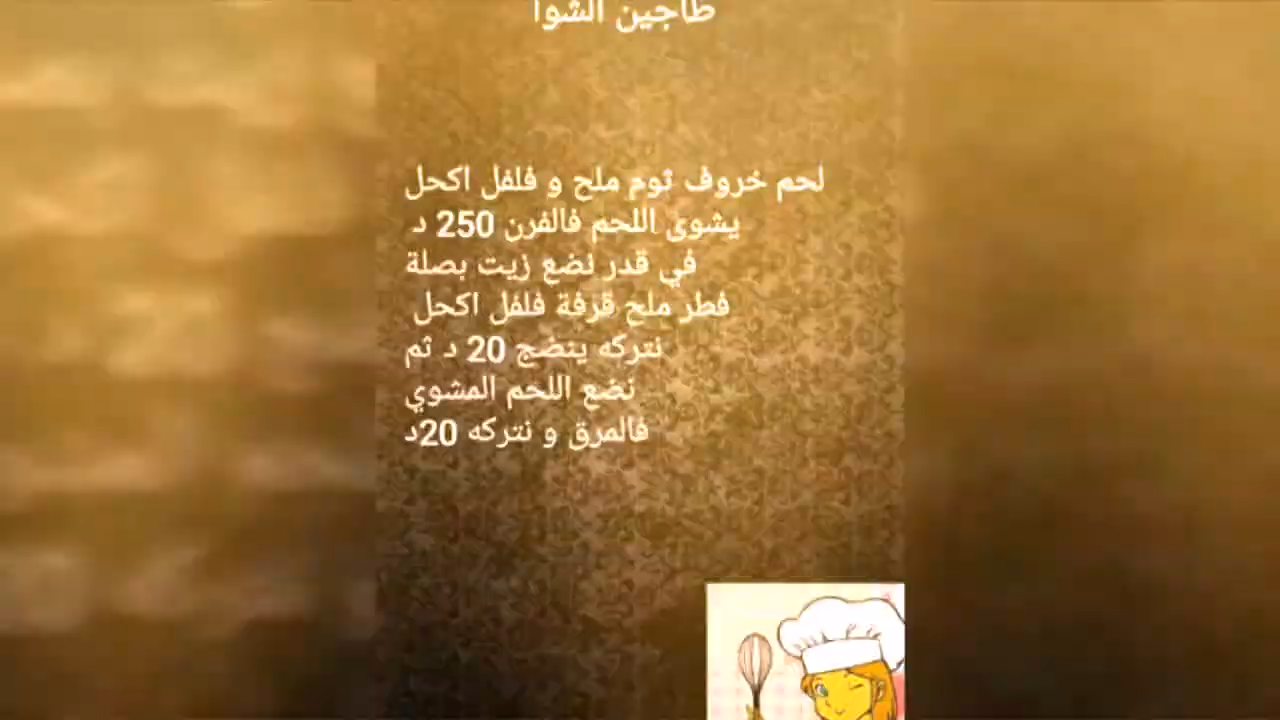 طاجين الشوا
لحم خروف ثوم ملح و فلفل اكحل
يشوى اللحم فالفرن 250 د
في قدر نضع زيت بصلة
فطر ملح قرفة فلفل اكحل
نتركه ينضج 20 د ثم
نضع اللحم المشوي
فالمرق و نتركه 20د